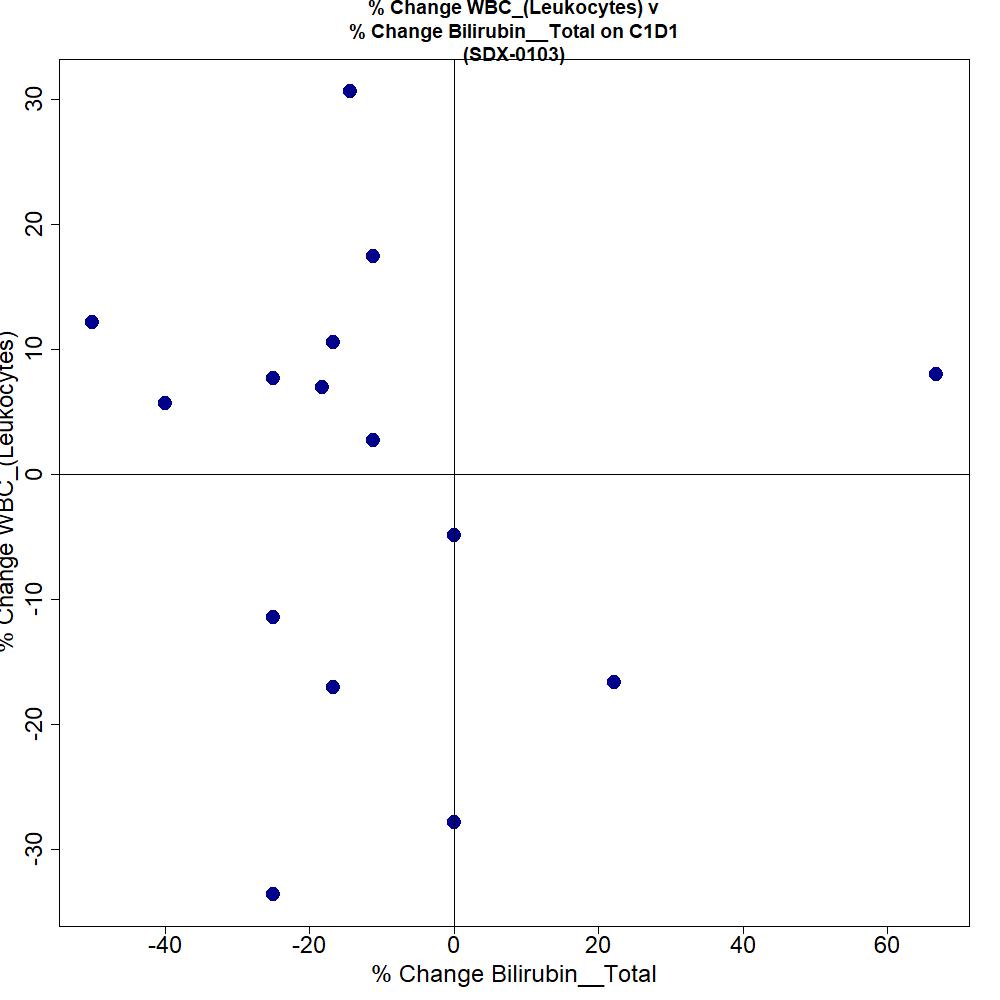 % Change WBC_(Leukocytes) v
% Change Bilirubin__Total on C1D1
(SDX-0103)
% Change WBC_(Leukocytes)
30
20
10
0
-10
-20
-30
-40
-20
0
20
40
60
% Change Bilirubin__Total